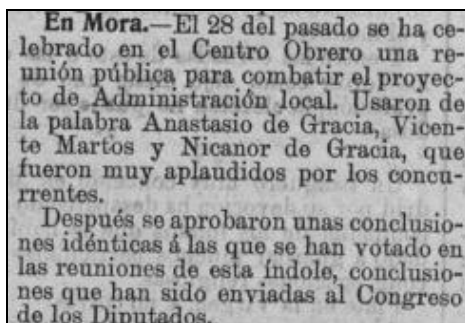 En Mora.—El 28 del pasado se ha ce-
lebrado en el Centro Obrero una re-
unión pública para combatir el proyec-
to de Administración local. Usaron de
la palabra Anastasio de Gracia, Vicen-
te Martos y Nicanor de Gracia, que
fueron muy aplaudidos por los concu-
rrentes.
Después se aprobaron unas conclusio-
nes idénticas á las que se han votado en
las reuniones de esta índole, conclusio-
nes que han sido enviadas al Congreso
de los Diputados.